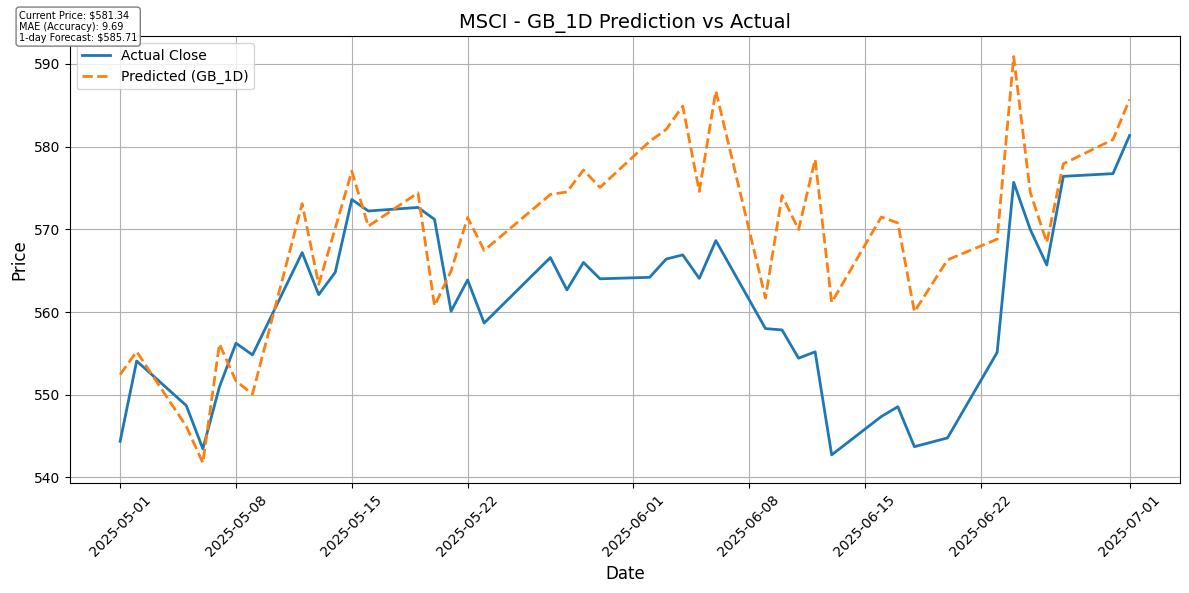 Current Price: $581.34
MAE (Accuracy): 9.69
1-day Forecast: $585.71
MSCI - GB_1D Prediction vs Actual
Actual Close
Predicted (GB_1D)
590
580
570
560
550
540
Price
2025-05-01
2025-05-08
2025-05-15
2025-05-22
2025-06-01
2025-06-08
2025-06-15
2025-06-22
2025-07-01
Date